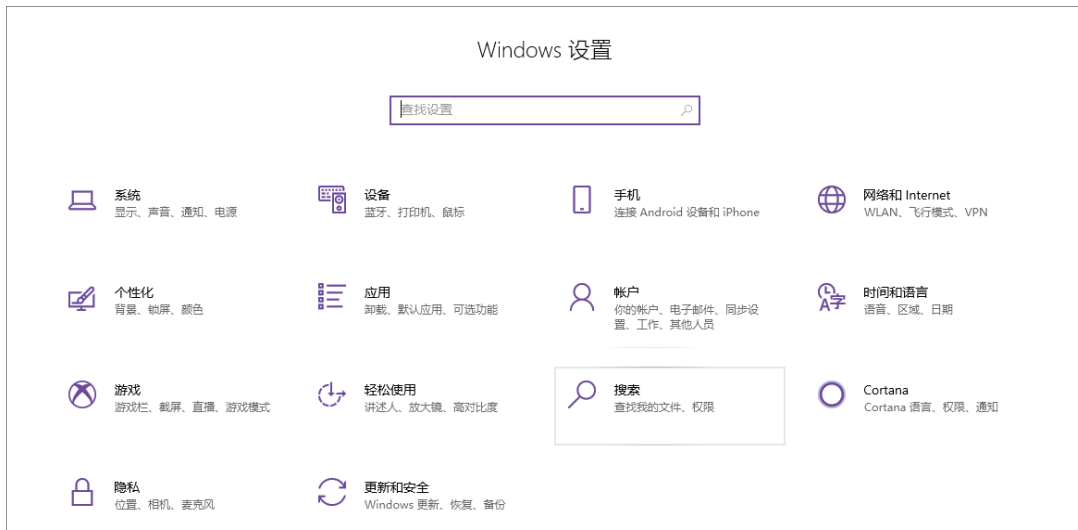 Windows 设置
查找设置
系统
显示、声音、通知、电源
设备
蓝牙、打印机、鼠标
手机
连接 Android 设备和 iPhone
网络和 Internet
WLAN、飞行模式、VPN
个性化
背景、锁屏、颜色
应用
卸载、默认应用、可选功能
帐户
你的帐户、电子邮件、同步设
置、工作、其他人员
时间和语言
语音、区域、日期
游戏
游戏栏、截屏、直播、游戏模式
轻松使用
讲述人、放大镜、高对比度
搜索
查找我的文件、权限
Cortana
Cortana 语言、权限、通知
隐私
位置、相机、麦克风
更新和安全
Windows 更新、恢复、备份